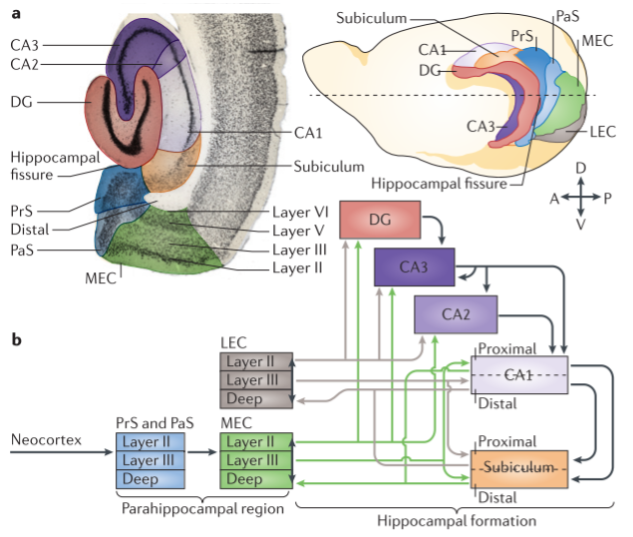 a
CA3
CA2
DG
Hippocampal
fissure
PrS
Distal
PaS
MEC
CA1
Subiculum
Layer VI
Layer V
Layer III
Layer II
Subiculum
PaS
CA1
PrS
MEC
DG
CA3
LEC
Hippocampal fissure
D
A
P
V
b
DG
CA3
CA2
LEC
Layer II
Layer III
Deep
Proximal
CA1
Distal
Neocortex
PrS and PaS
Layer II
Layer III
Deep
MEC
Layer II
Layer III
Deep
Proximal
Subiculum
Distal
Parahippocampal region
Hippocampal formation